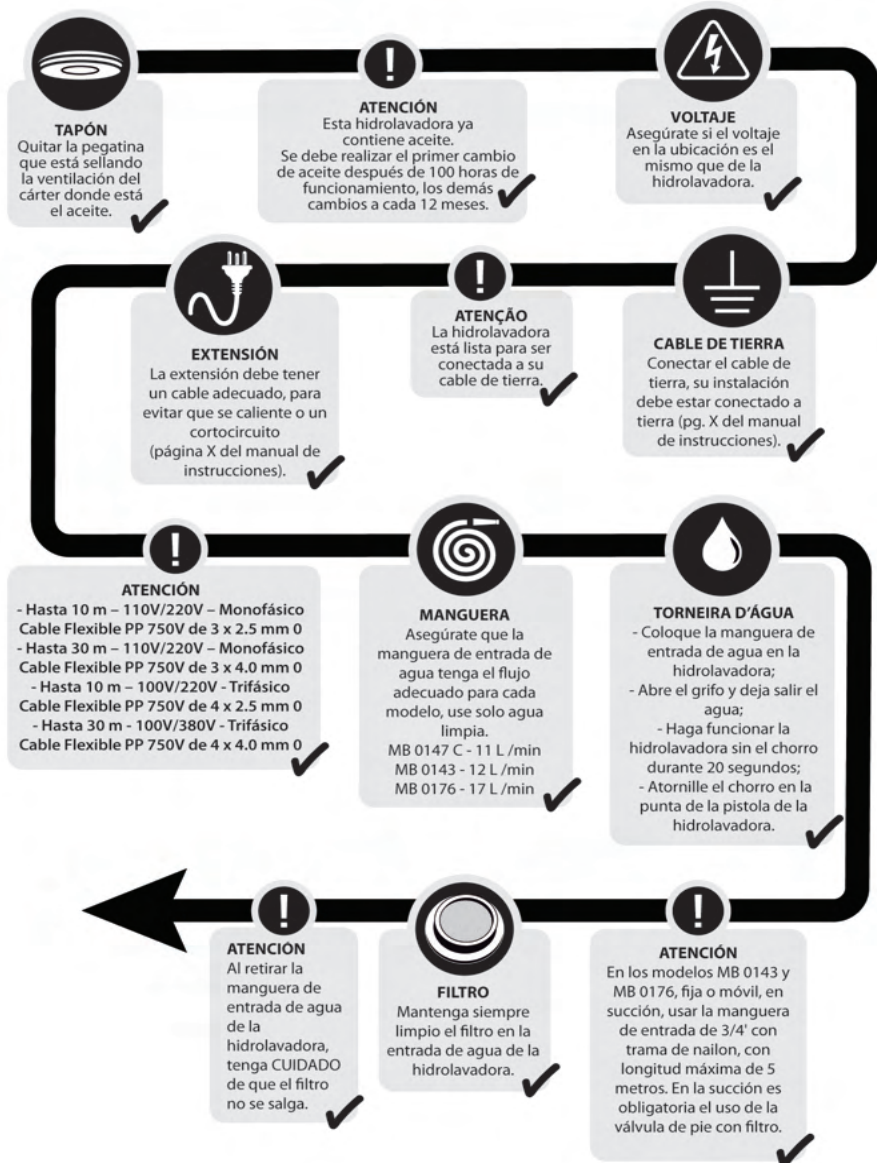 TAPÓN
Quitar la pegatina
que está sellando
la ventilación del
cárter donde está
el aceite.
!
ATENCIÓN
Esta hidrolavadora ya
contiene aceite.
Se debe realizar el primer cambio
de aceite después de 100 horas de
funcionamiento, los demás
cambios a cada 12 meses.
VOLTAJE
Asegúrate si el voltaje
en la ubicación es el
mismo que de la
hidrolavadora.
CABLE DE TIERRA
Conectar el cable de
tierra, su instalación
debe estar conectado a
tierra (pg. X del manual
de instrucciones).
!
ATENÇÃO
La hidrolavadora
está lista para ser
conectada a su
cable de tierra.
EXTENSIÓN
La extensión debe tener
un cable adecuado, para
evitar que se caliente o un
cortocircuito
(página X del manual de
instrucciones).
!
ATENCIÓN
- Hasta 10 m – 110V/220V – Monofásico
Cable Flexible PP 750V de 3 x 2.5 mm 0
- Hasta 30 m – 110V/220V – Monofásico
Cable Flexible PP 750V de 3 x 4.0 mm 0
- Hasta 10 m – 100V/220V - Trifásico
Cable Flexible PP 750V de 4 x 2.5 mm 0
- Hasta 30 m - 100V/380V - Trifásico
Cable Flexible PP 750V de 4 x 4.0 mm 0
MANGUERA
Asegúrate que la
manguera de entrada de
agua tenga el flujo
adecuado para cada
modelo, use solo agua
limpia.
MB 0147 C - 11 L /min
MB 0143 - 12 L /min
MB 0176 - 17 L /min
TORNEIRA D'ÁGUA
- Coloque la manguera de
entrada de agua en la
hidrolavadora;
- Abre el grifo y deja salir el
agua;
- Haga funcionar la
hidrolavadora sin el chorro
durante 20 segundos;
- Atornille el chorro en la
punta de la pistola de la
hidrolavadora.
!
ATENCIÓN
En los modelos MB 0143 y
MB 0176, fija o móvil, en
succión, usar la manguera
de entrada de 3/4' con
trama de nailon, con
longitud máxima de 5
metros. En la succión es
obligatoria el uso de la
válvula de pie con filtro.
FILTRO
Mantenga siempre
limpio el filtro en la
entrada de agua de la
hidrolavadora.
!
ATENCIÓN
Al retirar la
manguera de
entrada de agua
de la
hidrolavadora,
tenga CUIDADO
de que el filtro
no se salga.